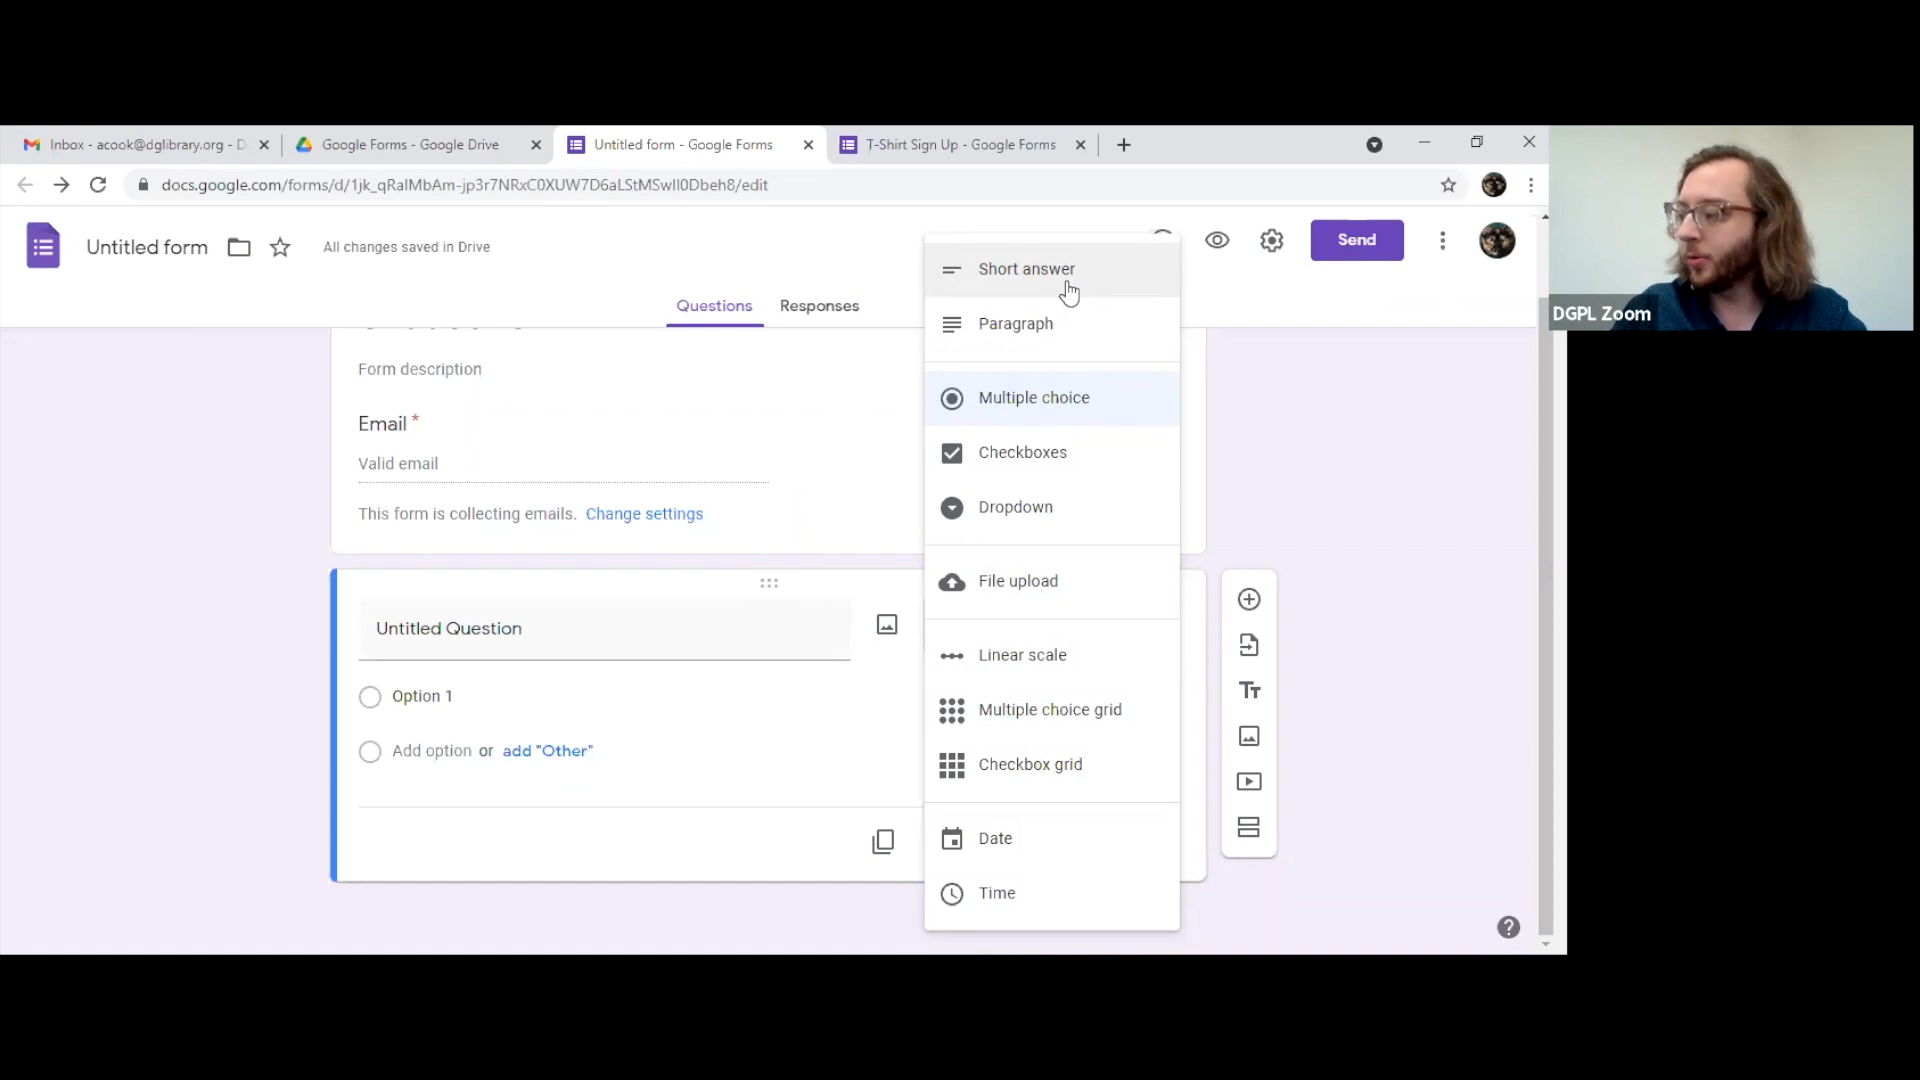 Inbox - acook@dglibrary.org - D
Google Forms - Google Drive
Untitled form - Google Forms
T-Shirt Sign Up - Google Forms
docs.google.com/forms/d/1jk_qRalMbAm-jp3r7NRxC0XUW7D6aLStMSwIl0Dbeh8/edit
Untitled form
All changes saved in Drive
Send
Questions
Responses
Form description
Email *
Valid email
This form is collecting emails. Change settings
Untitled Question
Option 1
Add option or add "Other"
Short answer
Paragraph
Multiple choice
Checkboxes
Dropdown
File upload
Linear scale
Multiple choice grid
Checkbox grid
Date
Time
Tt
DGPL Zoom